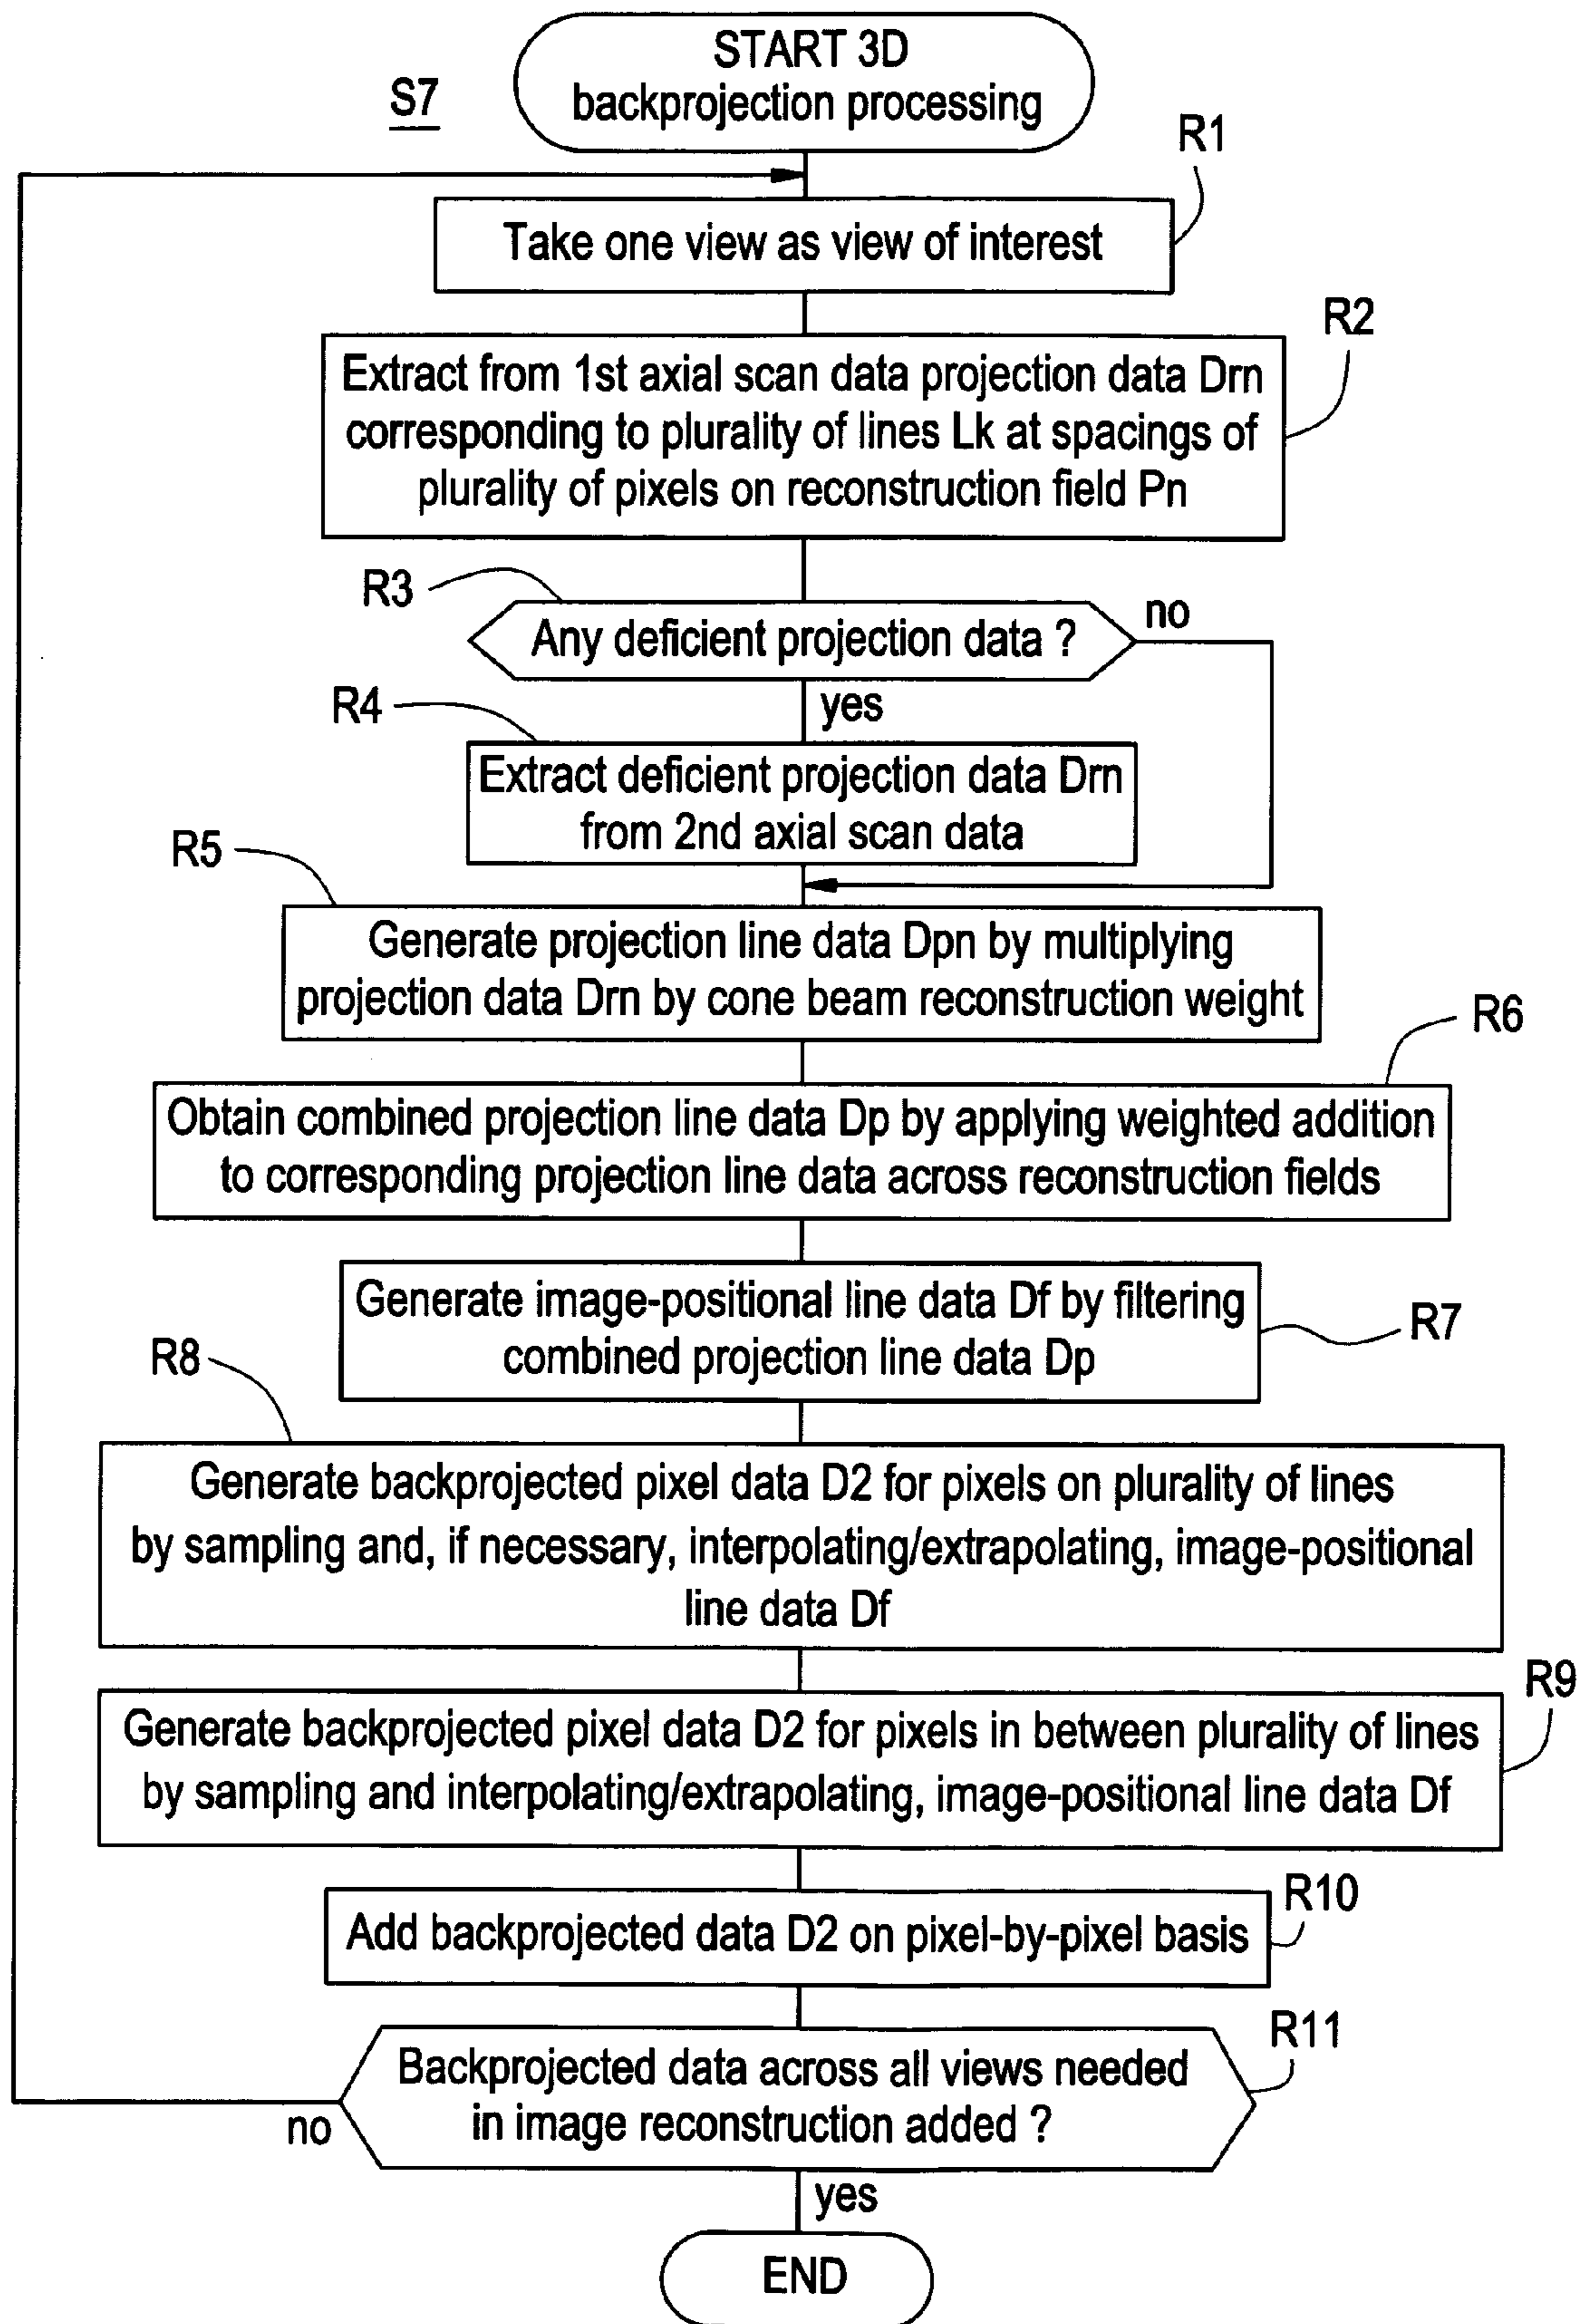 START 3D
backprojection processing
S7
R1
Take one view as view of interest
R2
Extract from 1st axial scan data projection data Drn
corresponding to plurality of lines Lk at spacings of
plurality of pixels on reconstruction field Pn
R3
Any deficient projection data ?
no
yes
R4
Extract deficient projection data Drn
from 2nd axial scan data
R5
Generate projection line data Dpn by multiplying
projection data Drn by cone beam reconstruction weight
R6
Obtain combined projection line data Dp by applying weighted addition
to corresponding projection line data across reconstruction fields
Generate image-positional line data Df by filtering
combined projection line data Dp
R7
R8
Generate backprojected pixel data D2 for pixels on plurality of lines
by sampling and, if necessary, interpolating/extrapolating, image-positional
line data Df
R9
Generate backprojected pixel data D2 for pixels in between plurality of lines
by sampling and interpolating/extrapolating, image-positional line data Df
R10
Add backprojected data D2 on pixel-by-pixel basis
R11
Backprojected data across all views needed
in image reconstruction added ?
no
yes
END